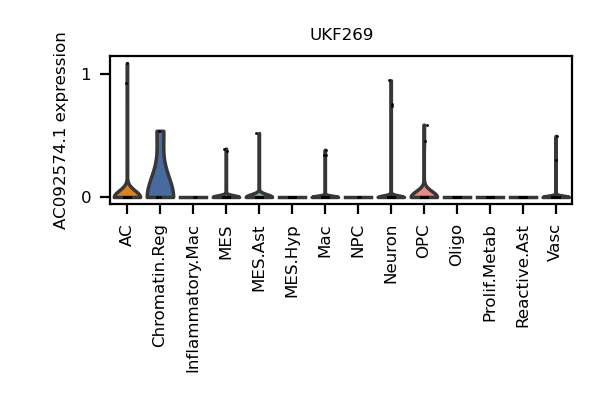 UKF269
AC092574.1 expression
1
0
AC
Chromatin.Reg
Inflammatory.Mac
MES
MES.Ast
MES.Hyp
Mac
NPC
Neuron
OPC
Oligo
Prolif.Metab
Reactive.Ast
Vasc